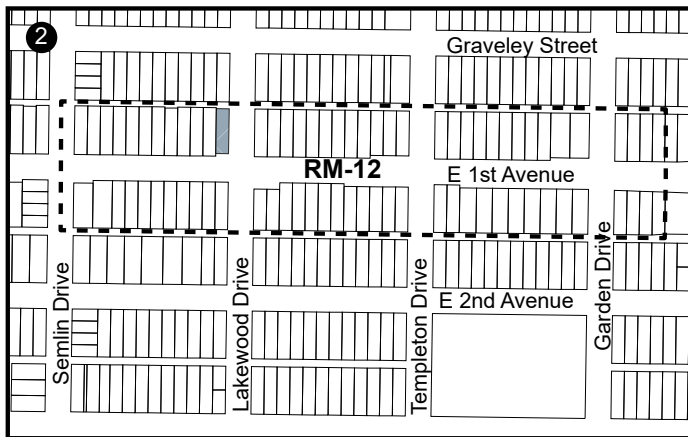 2
Graveley Street
RM-12
E 1st Avenue
E 2nd Avenue
Semlin Drive
Lakewood Drive
Templeton Drive
Garden Drive